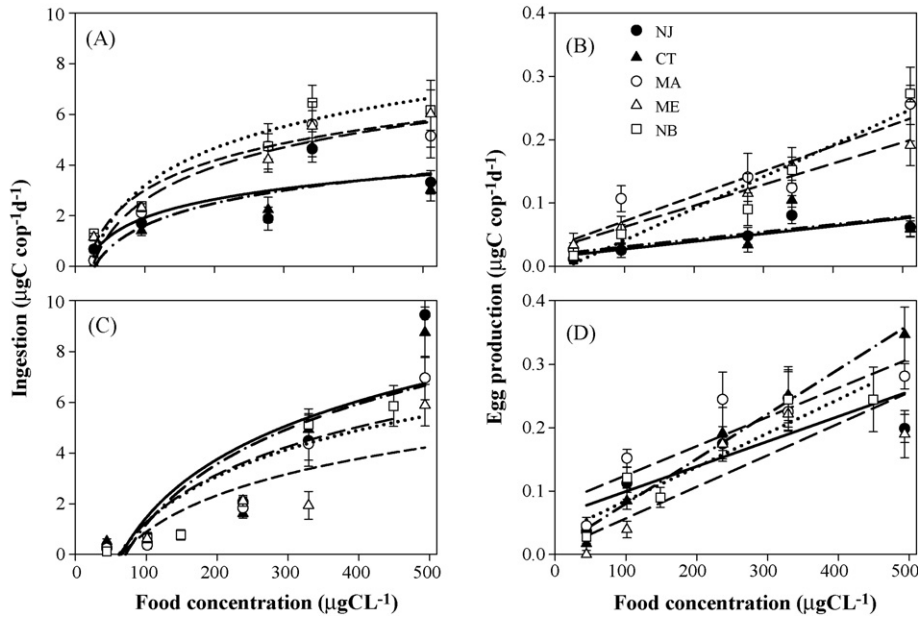 (A)
10
8
6
4
2
0
(B)
NJ
CT
MA
ME
NB
0.4
0.3
0.2
0.1
0.0
Ingestion (µgC cop-1d-1)
Egg production (µgC cop-1d-1)
(C)
10
8
6
4
2
0
0 100 200 300 400 500
Food concentration (µgCL-1)
(D)
0.4
0.3
0.2
0.1
0.0
0 100 200 300 400 500
Food concentration (µgCL-1)